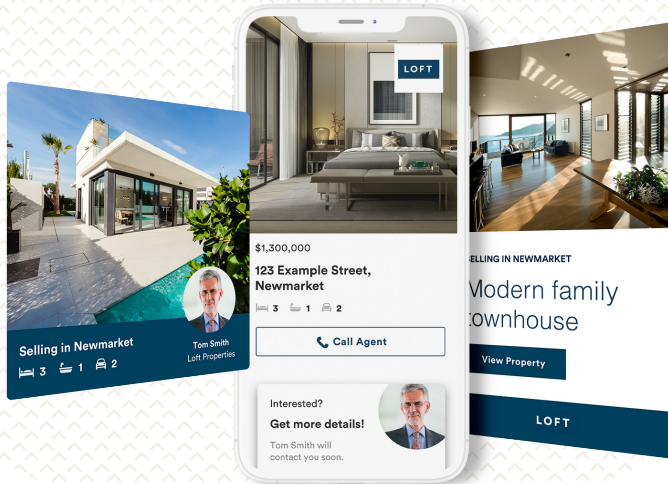 Selling in Newmarket
3 1 2
Tom Smith
Loft Properties
LOFT
$1,300,000
123 Example Street,
Newmarket
3 1 2
Call Agent
Interested?
Get more details!
Tom Smith will
contact you soon.
SELLING IN NEWMARKET
Modern family
townhouse
View Property
LOFT